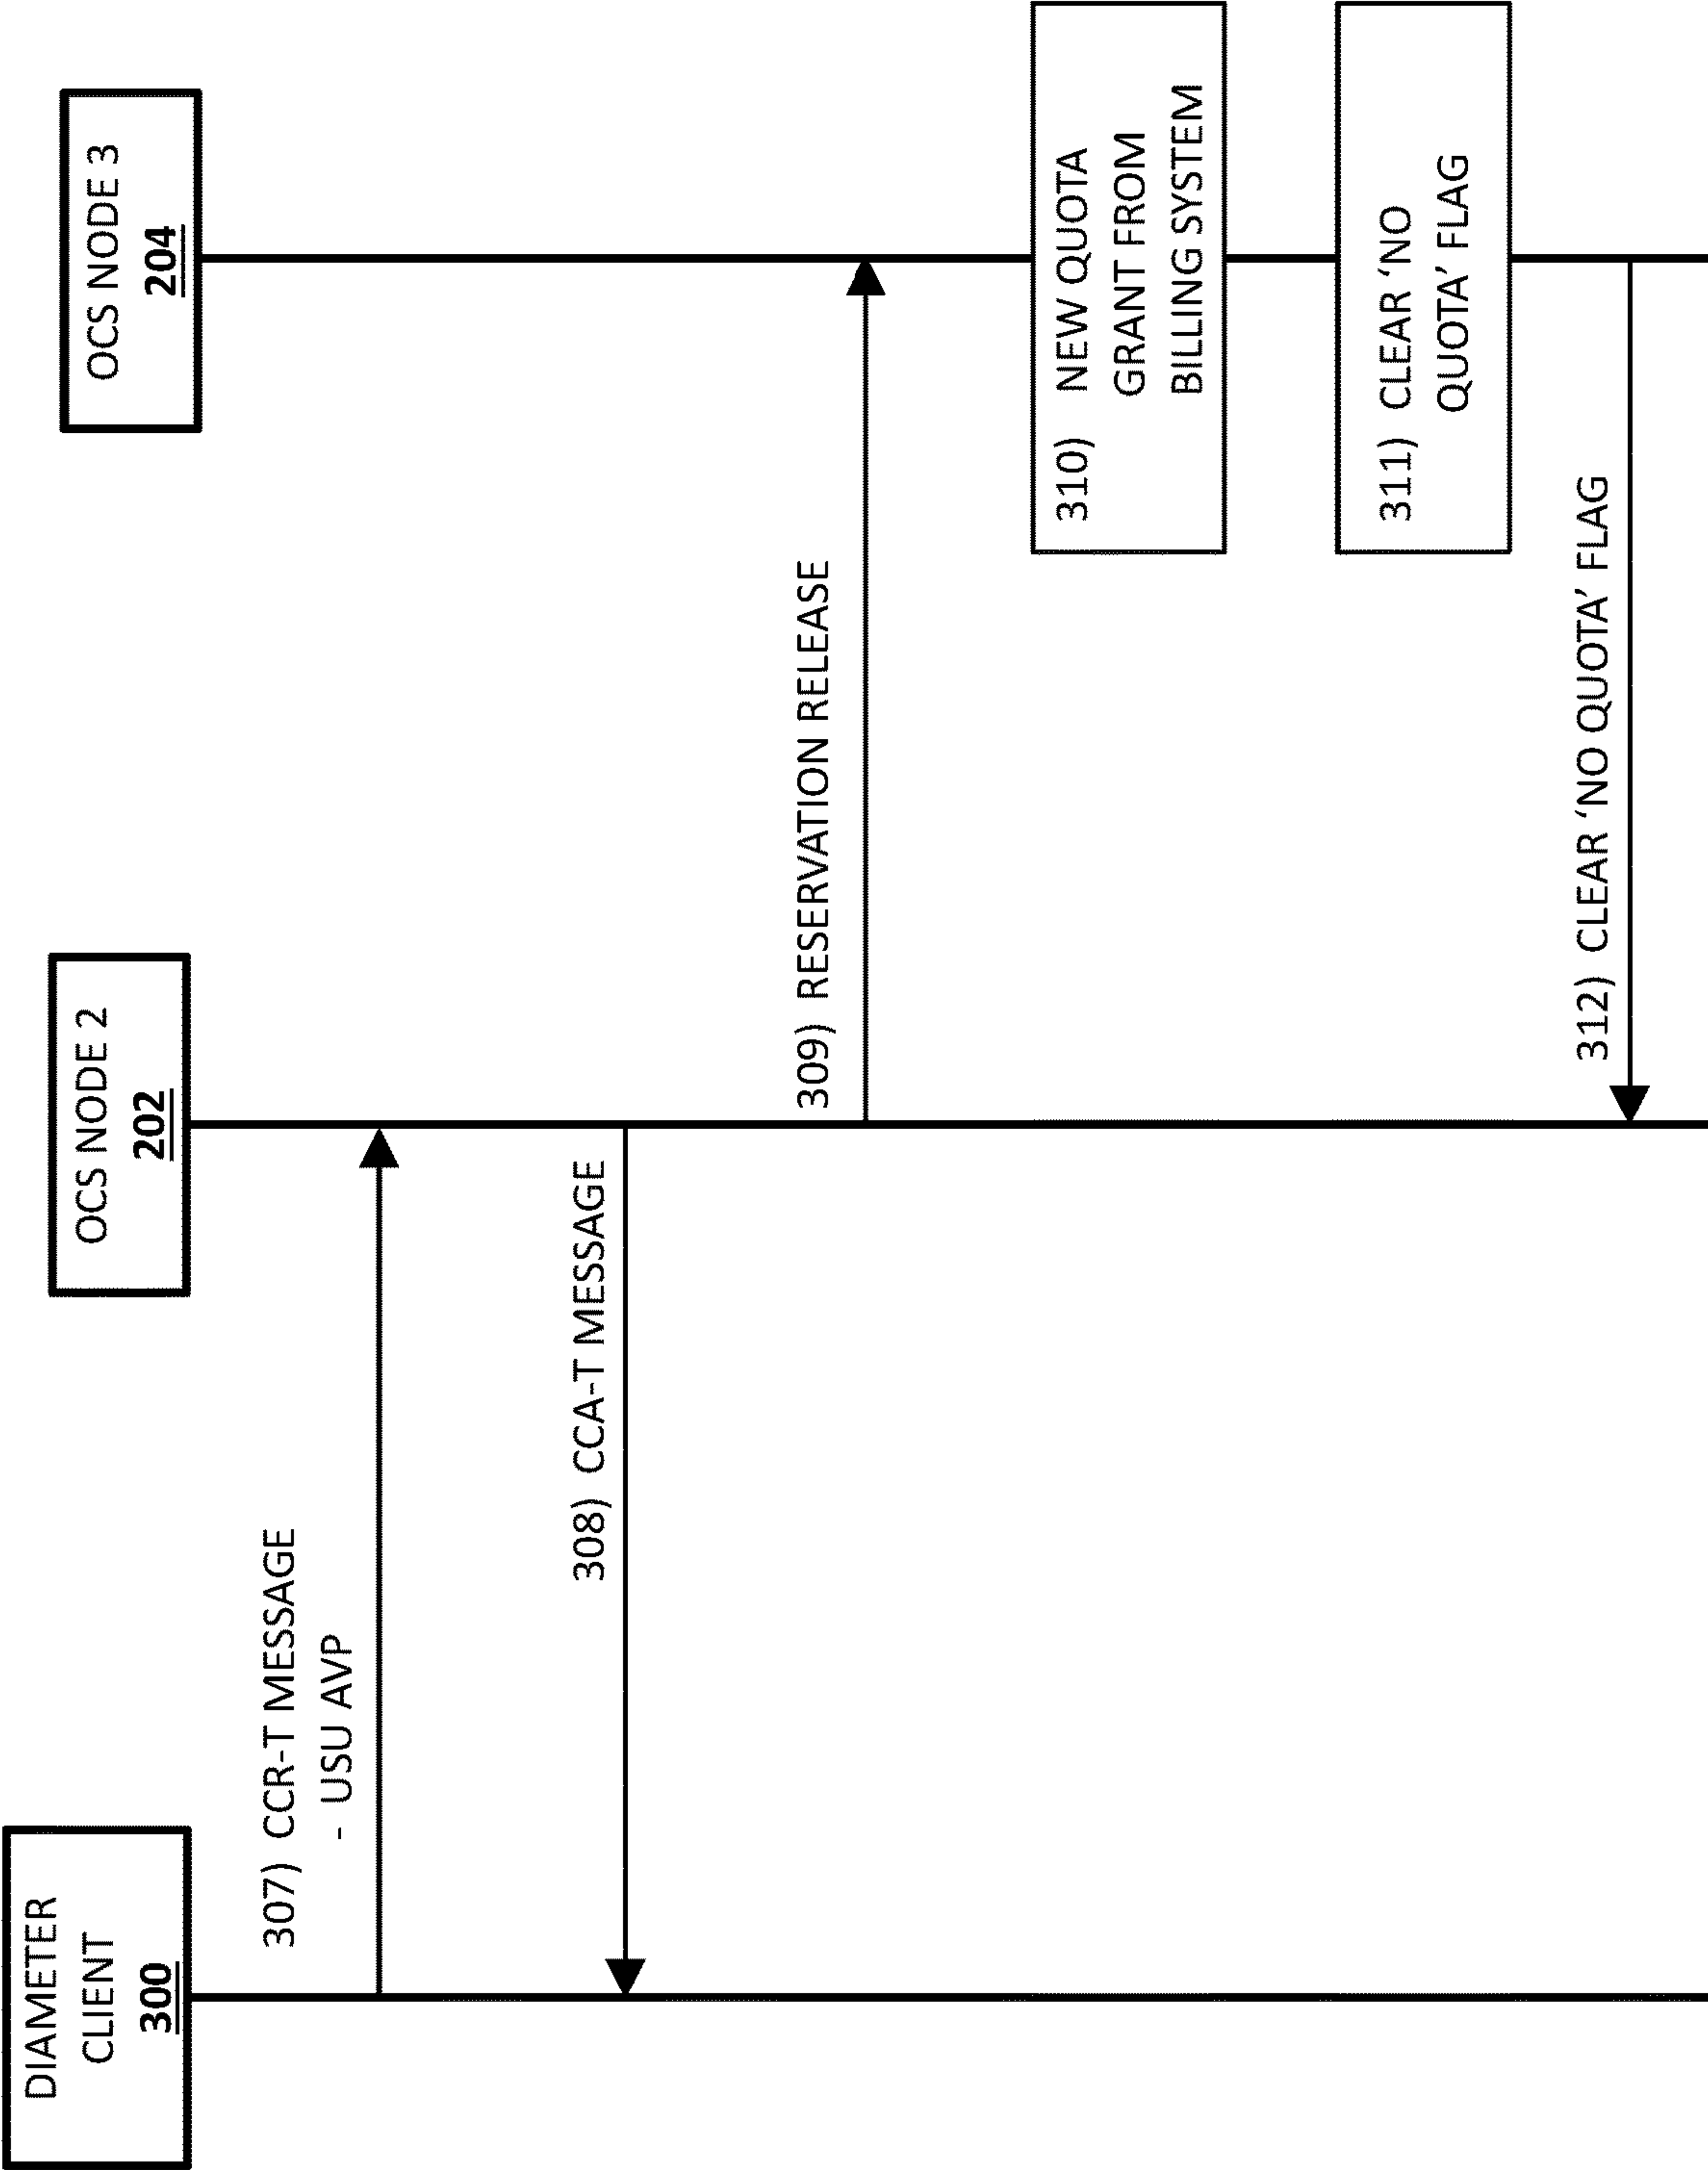 DIAMETER
CLIENT
300
OCS NODE 2
202
OCS NODE 3
204
307) CCR-T MESSAGE
- USU AVP
308) CCA-T MESSAGE
309) RESERVATION RELEASE
310) NEW QUOTA
GRANT FROM
BILLING SYSTEM
311) CLEAR ‘NO
QUOTA’ FLAG
312) CLEAR ‘NO QUOTA’ FLAG